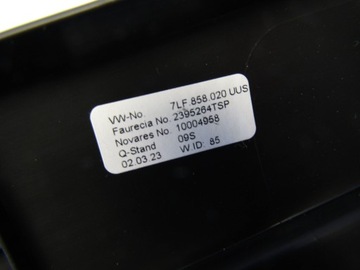 VW-No. 7LF.858.020 UUS
Faurecia No. 2395264TSP
Novares No. 10004968
Q-Stand 09S
02.03.23 W.ID: 85